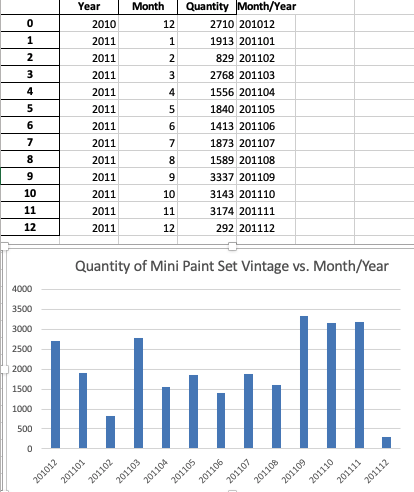 Year Month Quantity Month/Year
0 2010 12 2710 201012
1 2011 1 1913 201101
2 2011 2 829 201102
3 2011 3 2768 201103
4 2011 4 1556 201104
5 2011 5 1840 201105
6 2011 6 1413 201106
7 2011 7 1873 201107
8 2011 8 1589 201108
9 2011 9 3337 201109
10 2011 10 3143 201110
11 2011 11 3174 201111
12 2011 12 292 201112
Quantity of Mini Paint Set Vintage vs. Month/Year
4000
3500
3000
2500
2000
1500
1000
500
0
201012 201101 201102 201103 201104 201105 201106 201107 201108 201109 201110 201111 201112